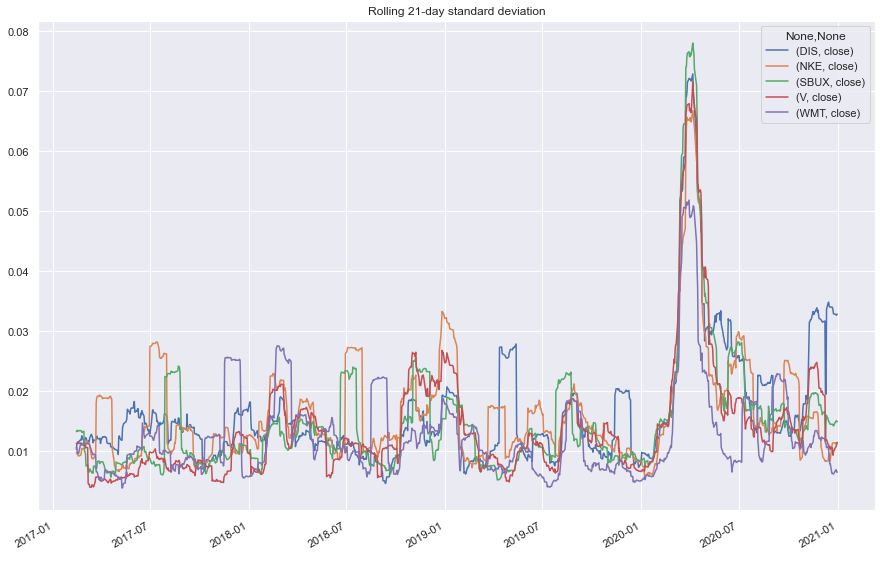 Rolling 21-day standard deviation
None,None
(DIS, close)
(NKE, close)
(SBUX, close)
(V, close)
(WMT, close)
0.08
0.07
0.06
0.05
0.04
0.03
0.02
0.01
2017-01
2017-07
2018-01
2018-07
2019-01
2019-07
2020-01
2020-07
2021-01